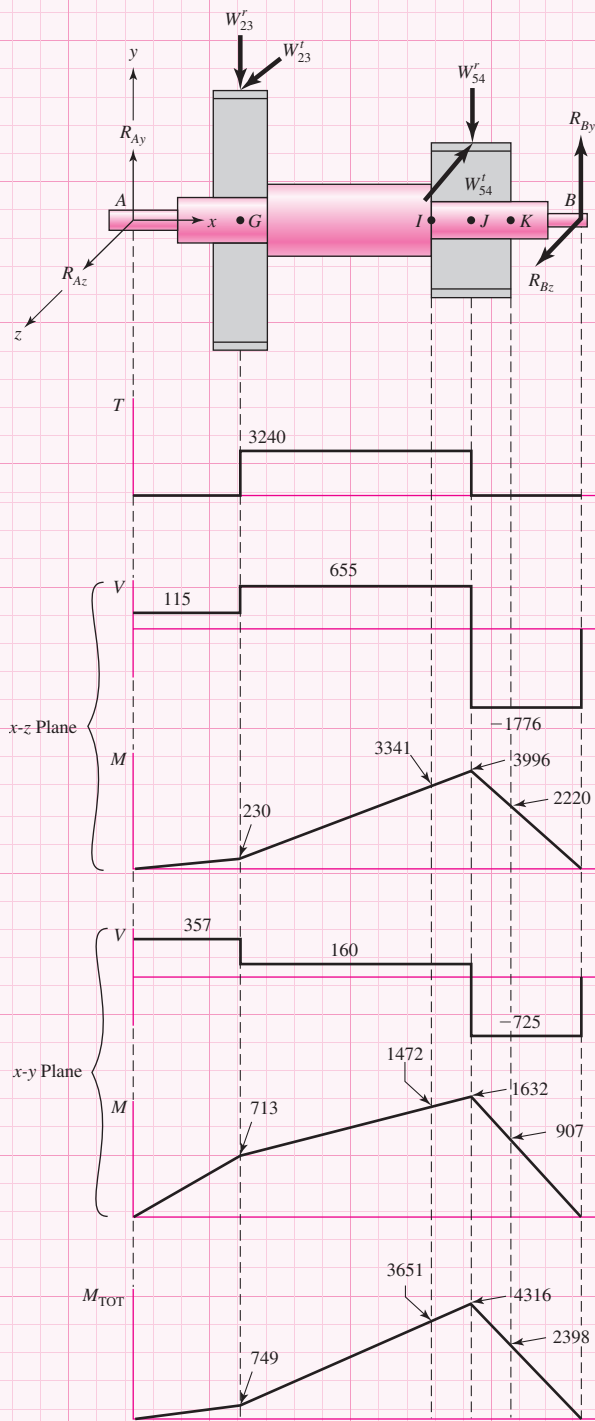 W^r_23
W^t_23
y
W^r_54
R_Ay
R_By
A
W^t_54
B
x
G
I
J
K
R_Az
R_Bz
z
T
3240
V
655
115
x-z Plane
−1776
M
3341
3996
2220
230
V
357
160
−725
x-y Plane
1472
1632
M
713
907
3651
M_TOT
4316
2398
749